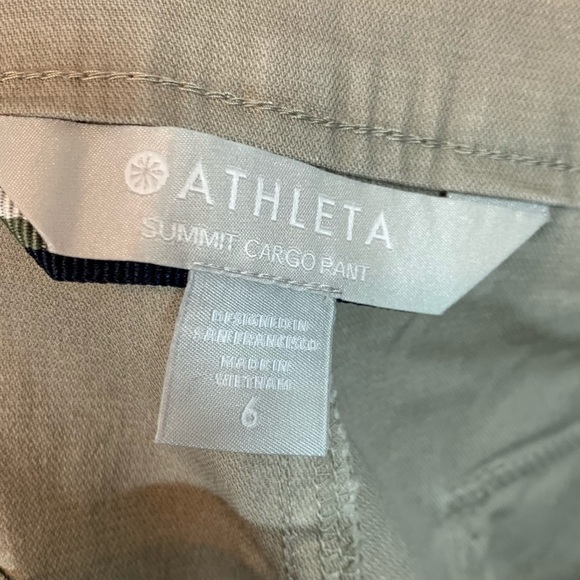 ATHLETA
SUMMIT CARGO PANT
DESIGNED IN
SAN FRANCISCO
MADE IN
VIETNAM
6